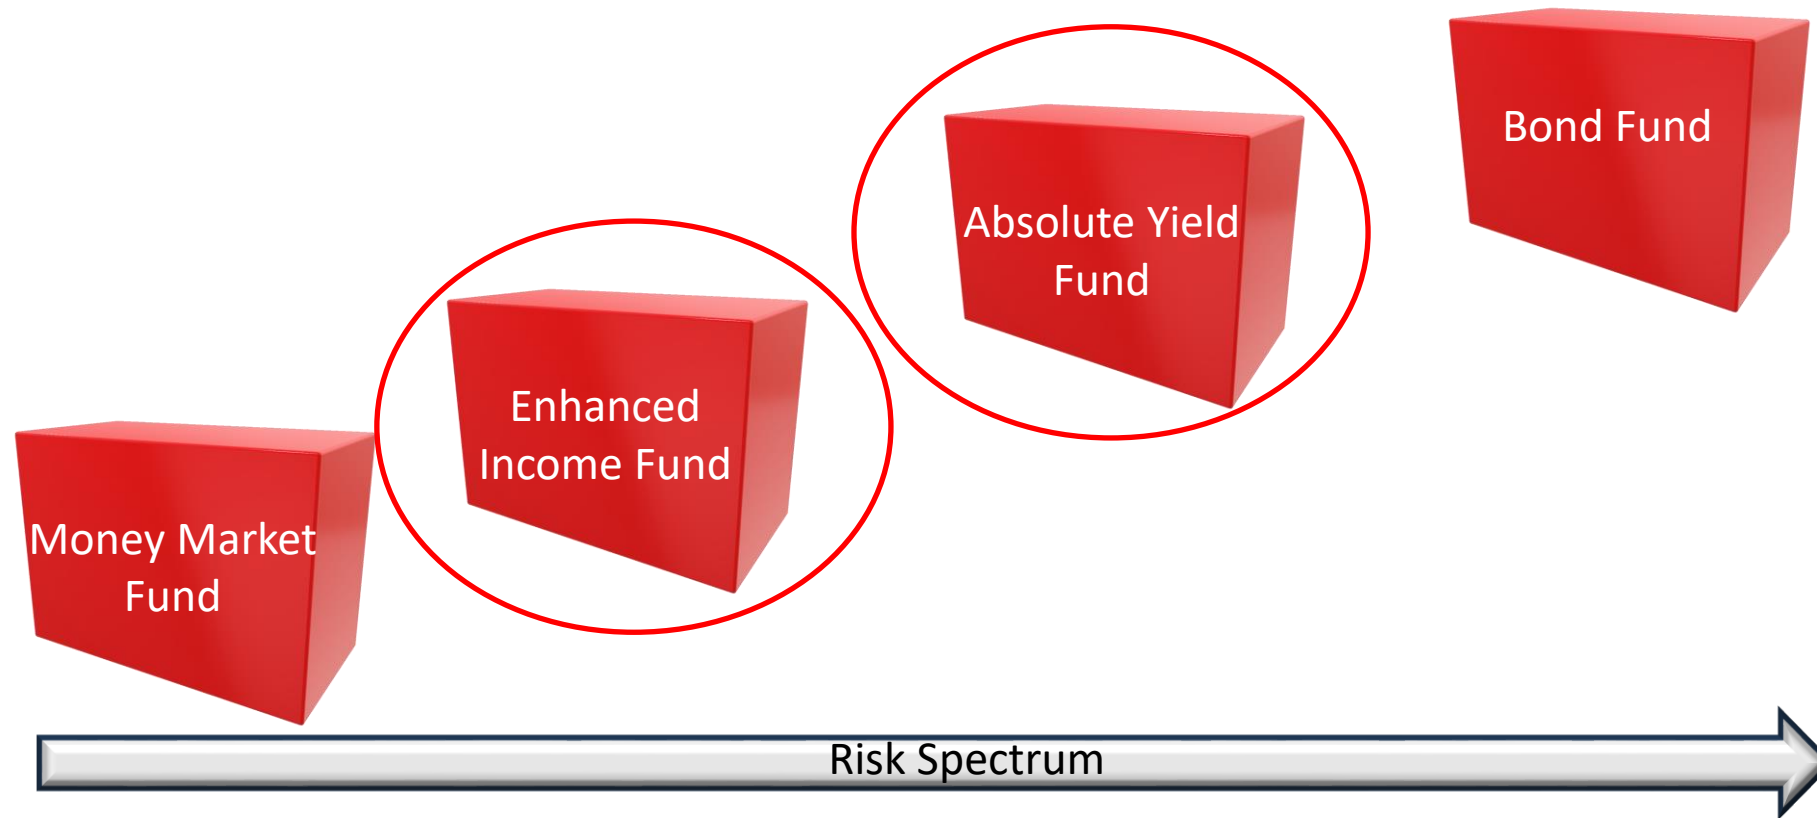 Bond Fund
Absolute Yield
Fund
Enhanced
Income Fund
Money Market
Fund
Risk Spectrum